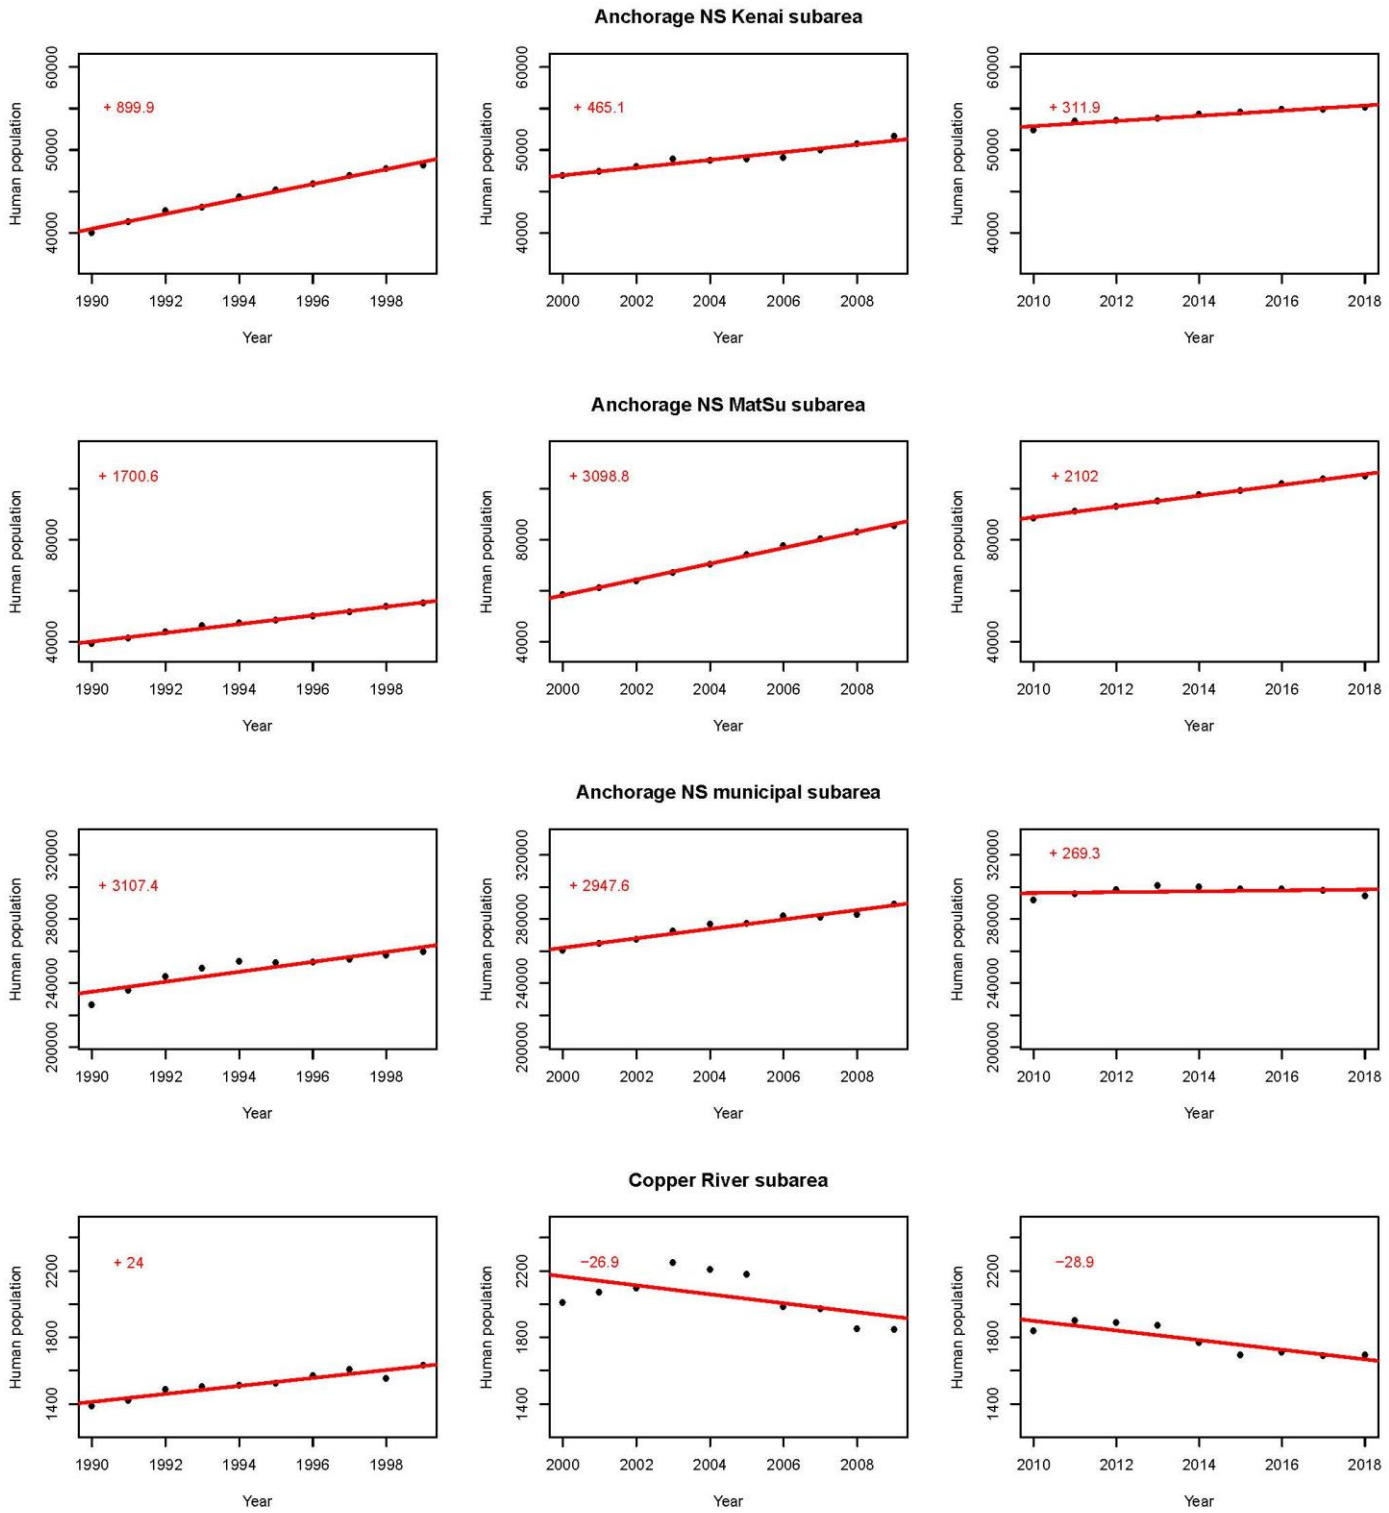 Anchorage NS Kenai subarea
Human population
60000
50000
40000
+ 899.9
1990 1992 1994 1996 1998
Year
Human population
60000
50000
40000
+ 465.1
2000 2002 2004 2006 2008
Year
Human population
60000
50000
40000
+ 311.9
2010 2012 2014 2016 2018
Year
Anchorage NS MatSu subarea
Human population
80000
40000
+ 1700.6
1990 1992 1994 1996 1998
Year
Human population
80000
40000
+ 3098.8
2000 2002 2004 2006 2008
Year
Human population
80000
40000
+ 2102
2010 2012 2014 2016 2018
Year
Anchorage NS municipal subarea
Human population
320000
280000
240000
200000
+ 3107.4
1990 1992 1994 1996 1998
Year
Human population
320000
280000
240000
200000
+ 2947.6
2000 2002 2004 2006 2008
Year
Human population
320000
280000
240000
200000
+ 269.3
2010 2012 2014 2016 2018
Year
Copper River subarea
Human population
2200
1800
1400
+ 24
1990 1992 1994 1996 1998
Year
Human population
2200
1800
1400
−26.9
2000 2002 2004 2006 2008
Year
Human population
2200
1800
1400
−28.9
2010 2012 2014 2016 2018
Year